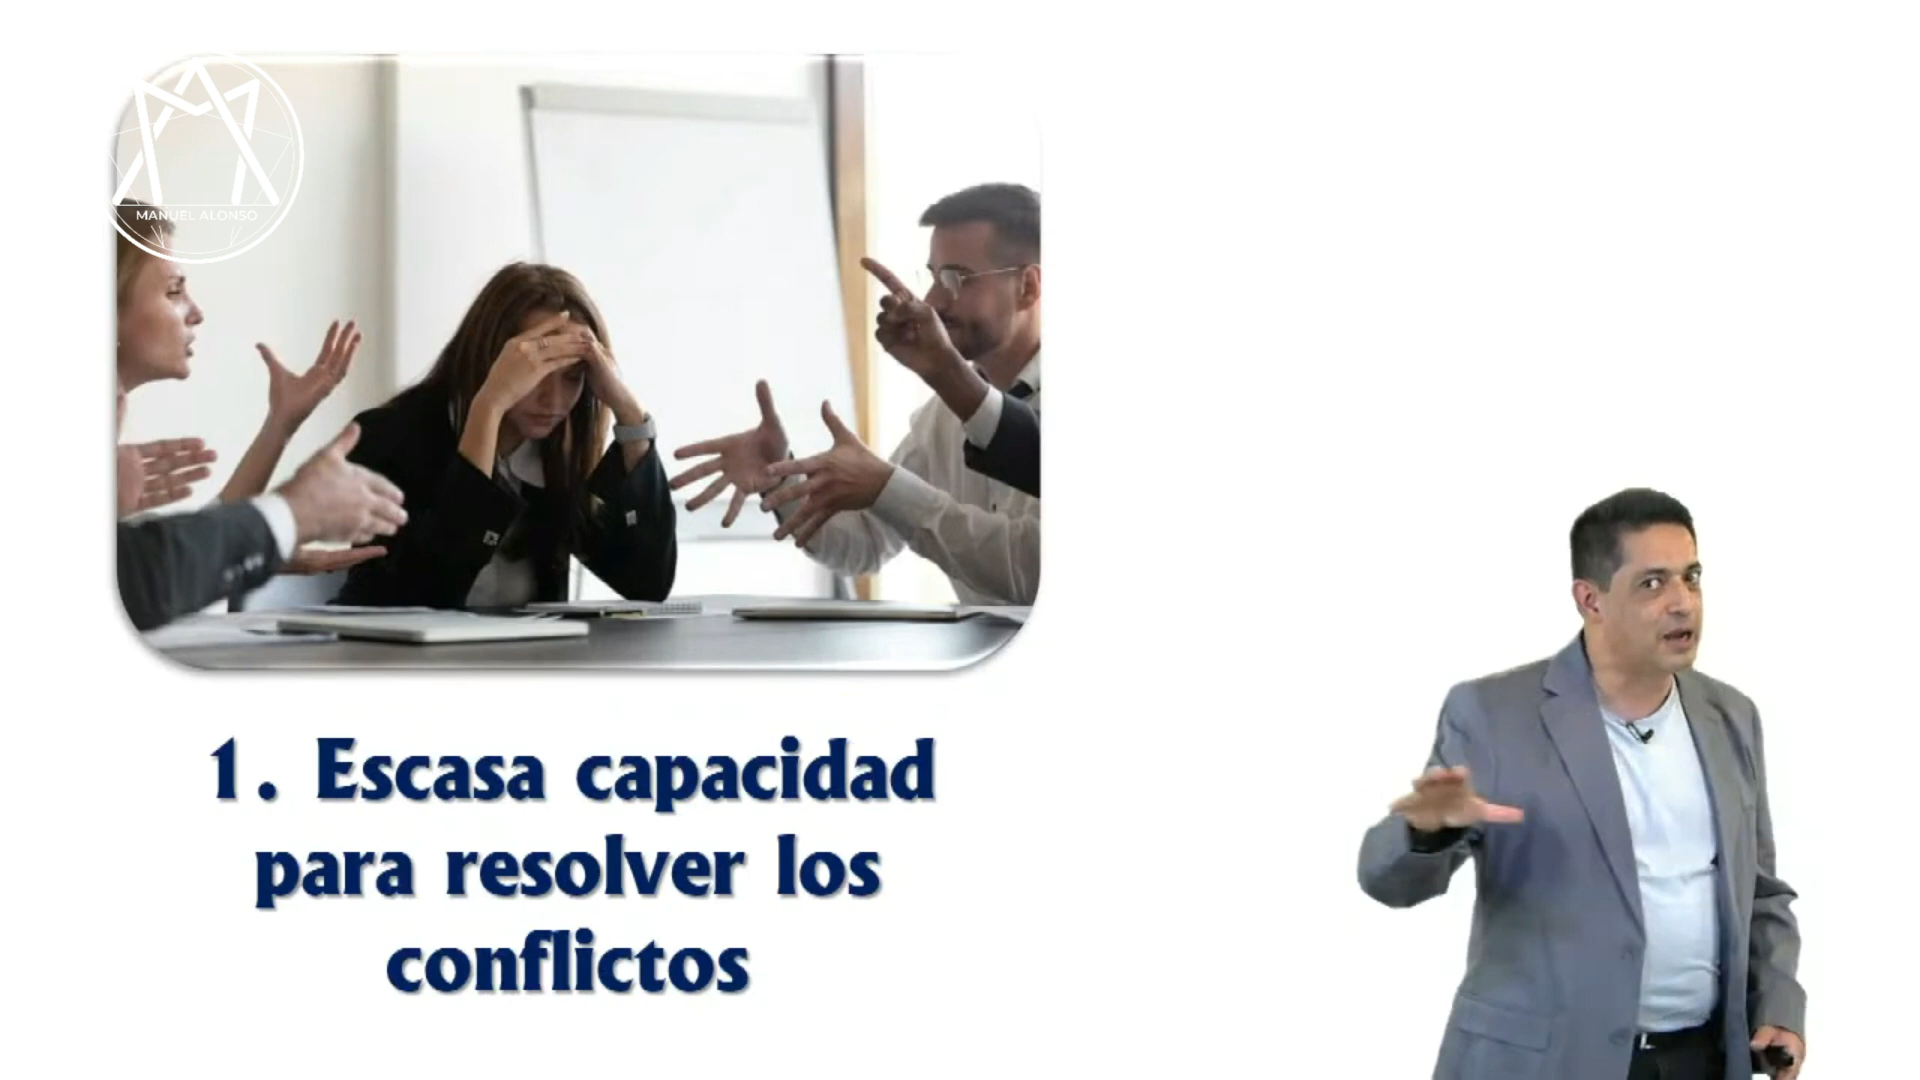 MANUEL ALONSO
1. Escasa capacidad
para resolver los
conflictos